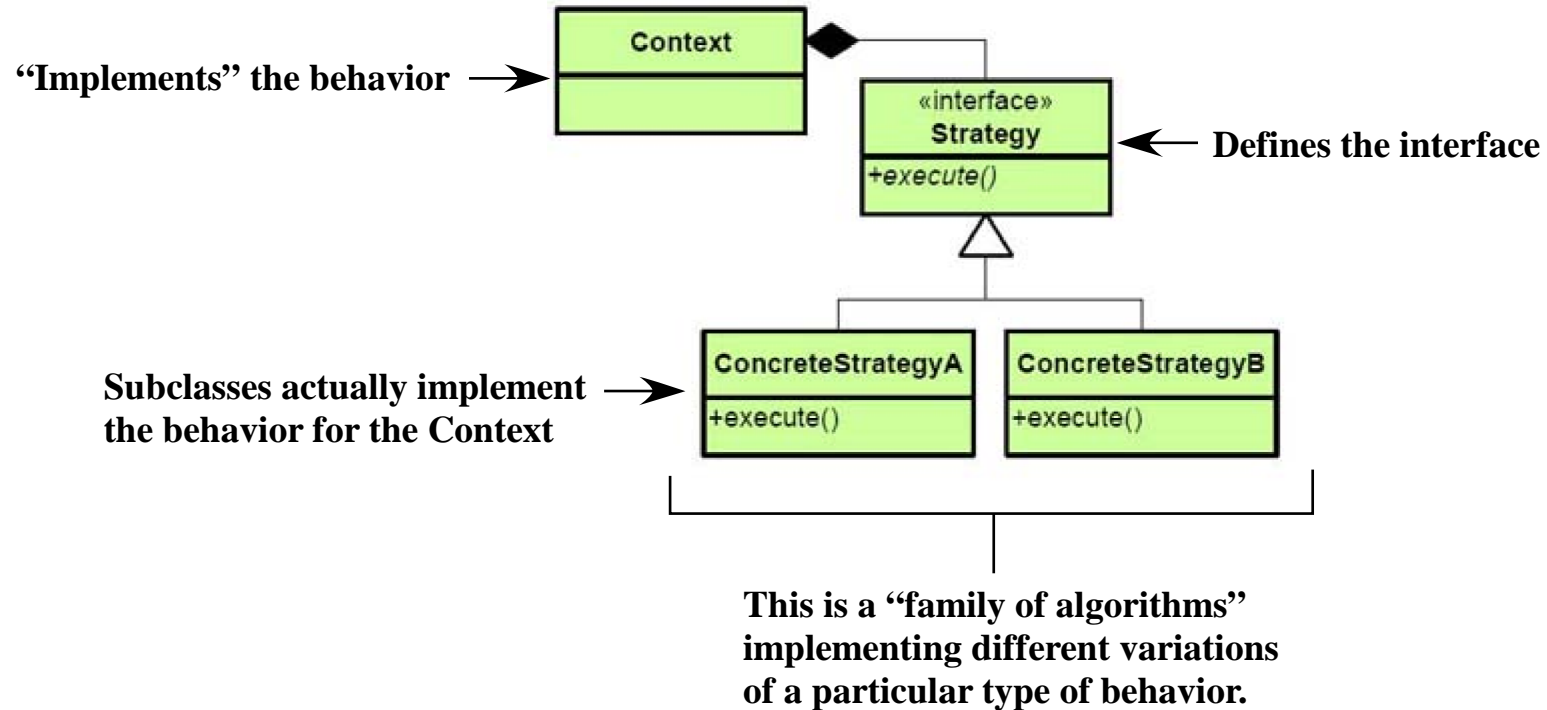 Context
“Implements” the behavior
«interface»
Strategy
+execute()
Defines the interface
ConcreteStrategyA
+execute()
ConcreteStrategyB
+execute()
Subclasses actually implement
the behavior for the Context
This is a “family of algorithms”
implementing different variations
of a particular type of behavior.